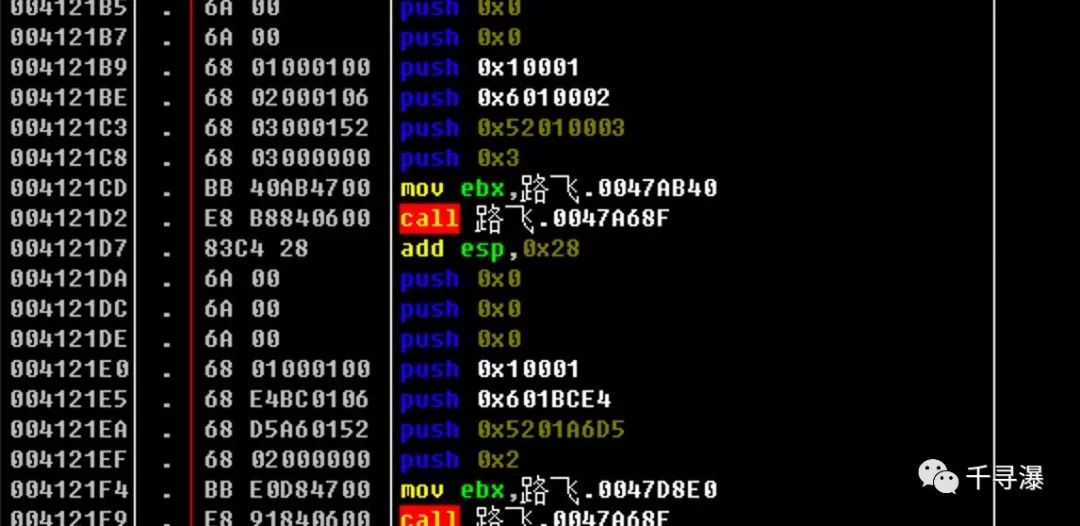 004121B5 . 6A 00 push 0x0
004121B7 . 6A 00 push 0x0
004121B9 . 68 01000100 push 0x10001
004121BE . 68 02000106 push 0x6010002
004121C3 . 68 03000152 push 0x52010003
004121C8 . 68 03000000 push 0x3
004121CD . BB 40AB4700 mov ebx,路飞.0047AB40
004121D2 . E8 B8840600 call 路飞.0047A68F
004121D7 . 83C4 28 add esp,0x28
004121DA . 6A 00 push 0x0
004121DC . 6A 00 push 0x0
004121DE . 6A 00 push 0x0
004121E0 . 68 01000100 push 0x10001
004121E5 . 68 E4BC0106 push 0x601BCE4
004121EA . 68 D5A60152 push 0x5201A6D5
004121EF . 68 02000000 push 0x2
004121F4 . BB E0D84700 mov ebx,路飞.0047D8E0
004121F9 . E8 91840600 call 路飞.0047A68F
千寻瀑